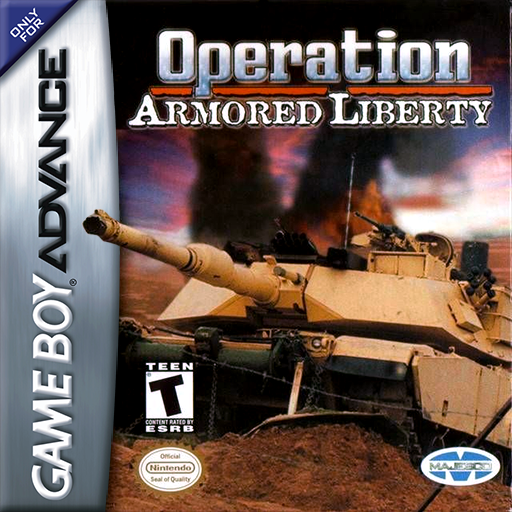 ONLY
FOR
GAME BOY ADVANCE
Operation
ARMORED LIBERTY
TEEN
T
CONTENT RATED BY
ESRB
Official
Nintendo
Seal of Quality
MAJESCO